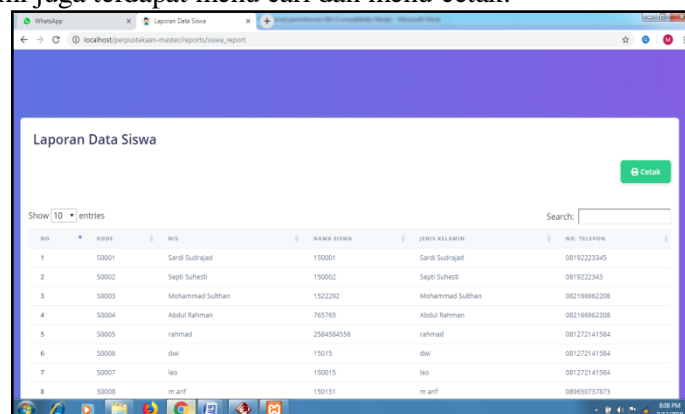 ini juga terdapat menu cari dan menu cetak.
WhatsApp
Laporan Data Siswa
localhost/perpustakaan-master/reports/siswa_report
Laporan Data Siswa
Cetak
Show 10 entries
Search:
NO KODE NIS NAMA SISWA JENIS KELAMIN NO. TELEPON
1 S0001 Sardi Sudrajad 150001 Sardi Sudrajad 08192223345
2 S0002 Septi Suhesti 150002 Septi Suhesti 0819222343
3 S0003 Mohammad Sulthan 1522292 Mohammad Sulthan 082166962208
4 S0004 Abdul Rahman 765765 Abdul Rahman 082166962208
5 S0005 rahmad 2584584556 rahmad 081272141584
6 S0006 dwi 15015 dwi 081272141584
7 S0007 leo 150015 leo 081272141584
8 S0008 m arif 150151 m arif 089650737873
8:08 PM